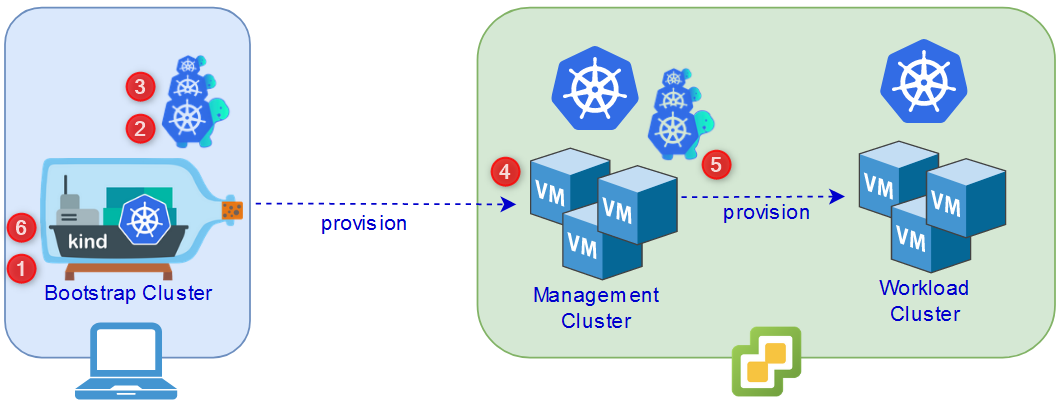 3
2
6
1
kind
Bootstrap Cluster
provision
4
5
VM
VM
VM
Management
Cluster
provision
VM
VM
VM
Workload
Cluster